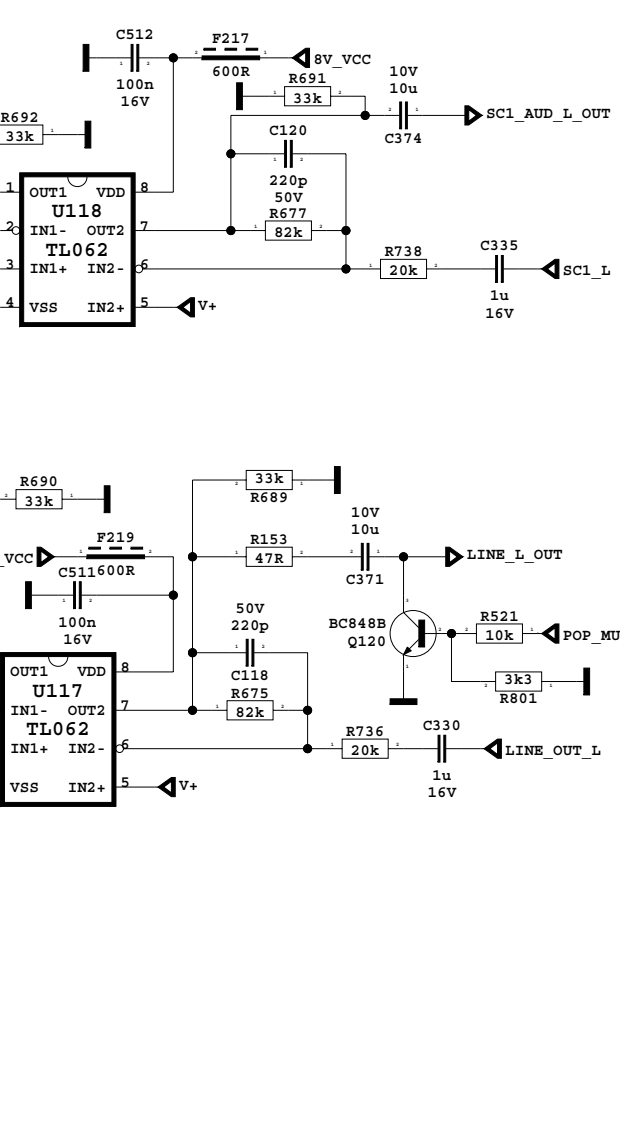 C512
100n
16V
F217
600R
8V_VCC
R691
33k
10V
10u
C374
SC1_AUD_L_OUT
R692
33k
C120
220p
50V
R677
82k
1 OUT1 VDD 8
U118
2 IN1- OUT2 7
TL062
3 IN1+ IN2- 6
4 VSS IN2+ 5
V+
R738
20k
C335
1u
16V
SC1_L
R690
33k
33k
R689
_VCC
F219
600R
C511
100n
16V
R153
47R
10V
10u
C371
LINE_L_OUT
50V
220p
C118
R675
82k
BC848B
Q120
R521
10k
POP_MU
3k3
R801
OUT1 VDD 8
U117
IN1- OUT2 7
TL062
IN1+ IN2- 6
VSS IN2+ 5
V+
R736
20k
C330
1u
16V
LINE_OUT_L